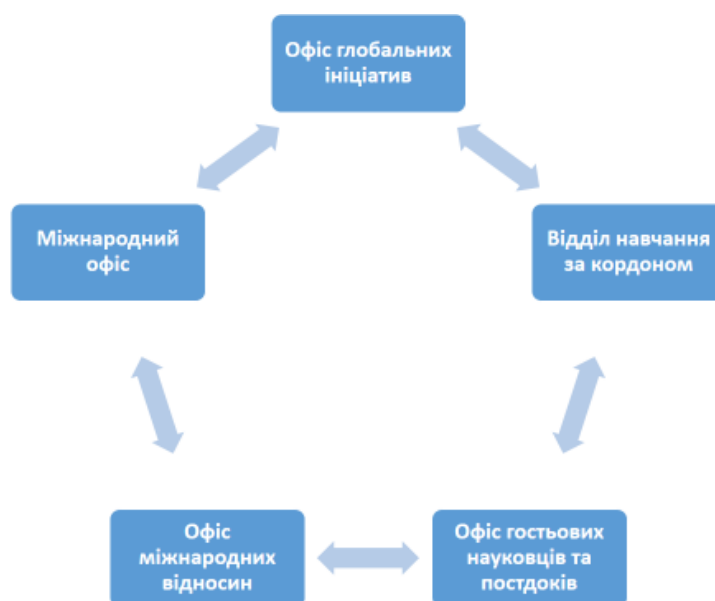 Офіс глобальних
ініціатив
Міжнародний
офіс
Відділ навчання
за кордоном
Офіс
міжнародних
відносин
Офіс гостьових
науковців та
постдоків